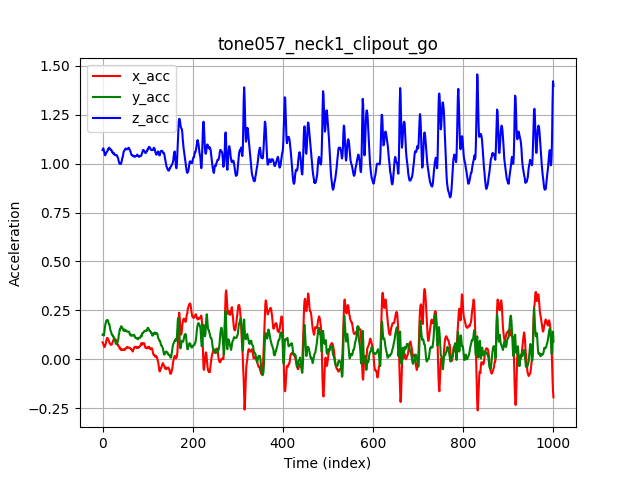 tone057_neck1_clipout_go
x_acc
y_acc
z_acc
1.50
1.25
1.00
0.75
0.50
0.25
0.00
−0.25
Acceleration
0 200 400 600 800 1000
Time (index)